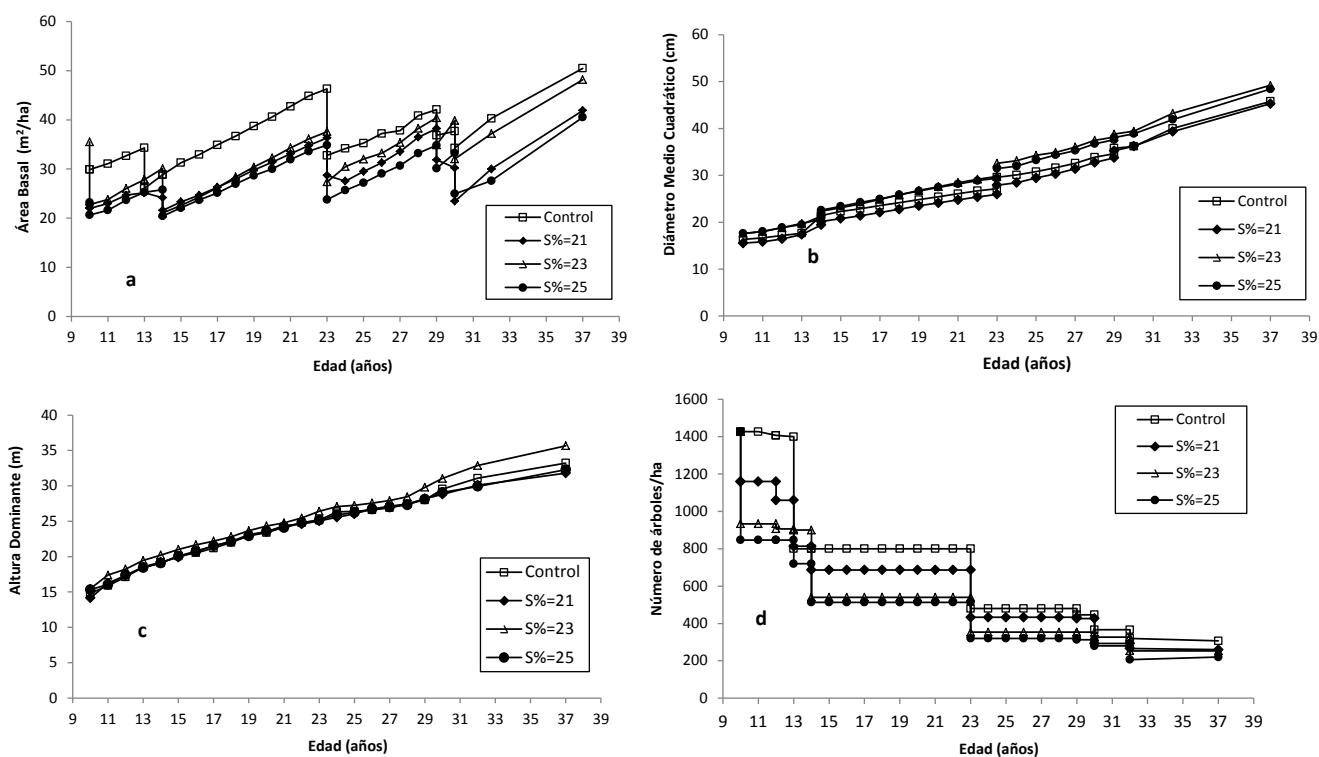 60
50
40
30
20
10
0
Área Basal (m²/ha)
9 11 13 15 17 19 21 23 25 27 29 31 33 35 37 39
Edad (años)
a
Control
S%=21
S%=23
S%=25
60
50
40
30
20
10
0
Diámetro Medio Cuadrático (cm)
9 11 13 15 17 19 21 23 25 27 29 31 33 35 37 39
Edad (años)
b
Control
S%=21
S%=23
S%=25
40
35
30
25
20
15
10
5
0
Altura Dominante (m)
9 11 13 15 17 19 21 23 25 27 29 31 33 35 37 39
Edad (años)
c
Control
S%=21
S%=23
S%=25
1600
1400
1200
1000
800
600
400
200
0
Número de árboles/ha
9 11 13 15 17 19 21 23 25 27 29 31 33 35 37 39
Edad (años)
d
Control
S%=21
S%=23
S%=25